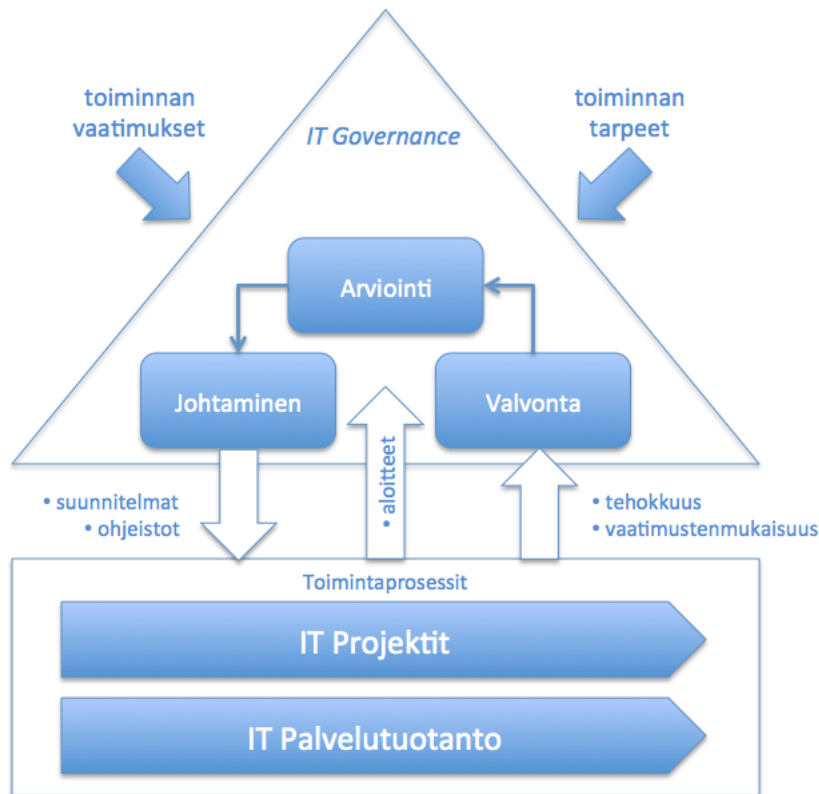 toiminnan
vaatimukset
toiminnan
tarpeet
IT Governance
Arviointi
Johtaminen
Valvonta
• suunnitelmat
• ohjeistot
• aloitteet
• tehokkuus
• vaatimustenmukaisuus
Toimintaprosessit
IT Projektit
IT Palvelutuotanto